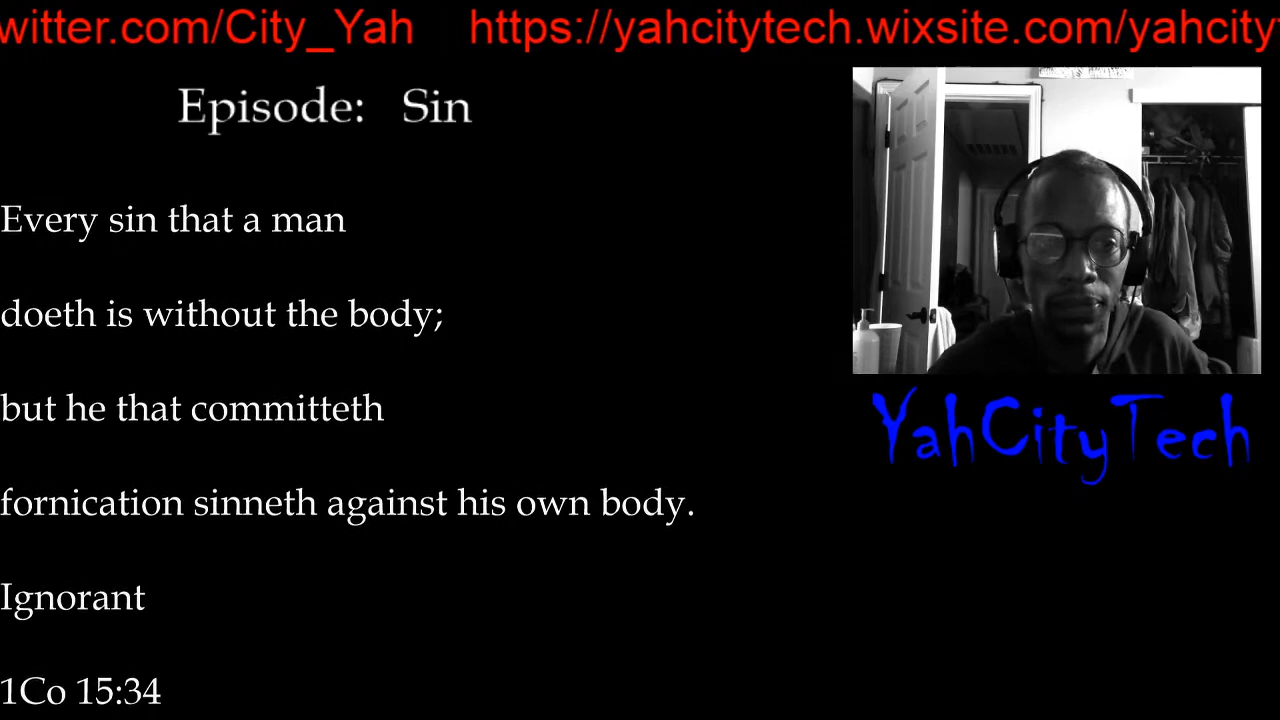 witter.com/City_Yah https://yahcitytech.wixsite.com/yahcity
Episode: Sin
Every sin that a man
doeth is without the body;
but he that committeth
fornication sinneth against his own body.
Ignorant
1Co 15:34
YahCityTech